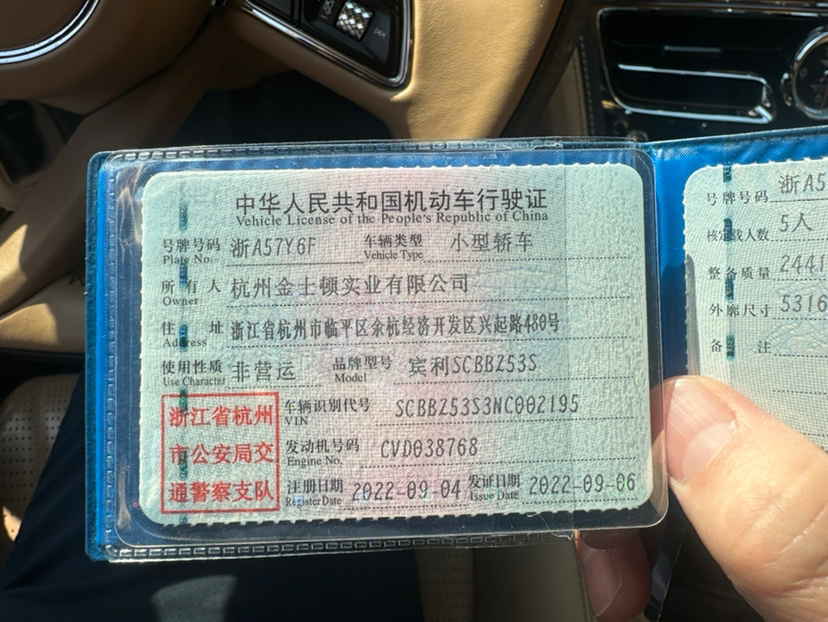 中华人民共和国机动车行驶证
Vehicle License of the People's Republic of China
号牌号码 浙A57Y6F 车辆类型 小型轿车
Plate No. Vehicle Type
所有人 杭州金士顿实业有限公司
Owner
住址 浙江省杭州市临平区余杭经济开发区兴起路480号
Address
使用性质 非营运 品牌型号 宾利SCBBZ53S
Use Character Model
浙江省杭州
市公安局交
通警察支队
车辆识别代号 SCBBZ53S3NC002195
VIN
发动机号码 CVD038768
Engine No.
注册日期 2022-09-04 发证日期 2022-09-06
Register Date Issue Date
号牌号码 浙A5
核定载人数 5人
整备质量 2441
外廓尺寸 5316
备注